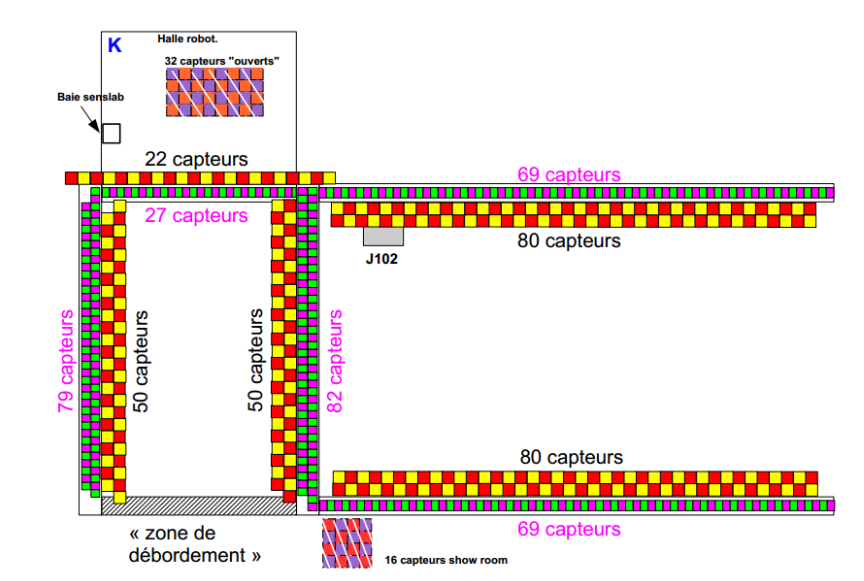 Halle robot.
K
32 capteurs "ouverts"
Baie senslab
22 capteurs
69 capteurs
27 capteurs
80 capteurs
J102
79 capteurs
50 capteurs
50 capteurs
82 capteurs
80 capteurs
69 capteurs
« zone de
débordement »
16 capteurs show room